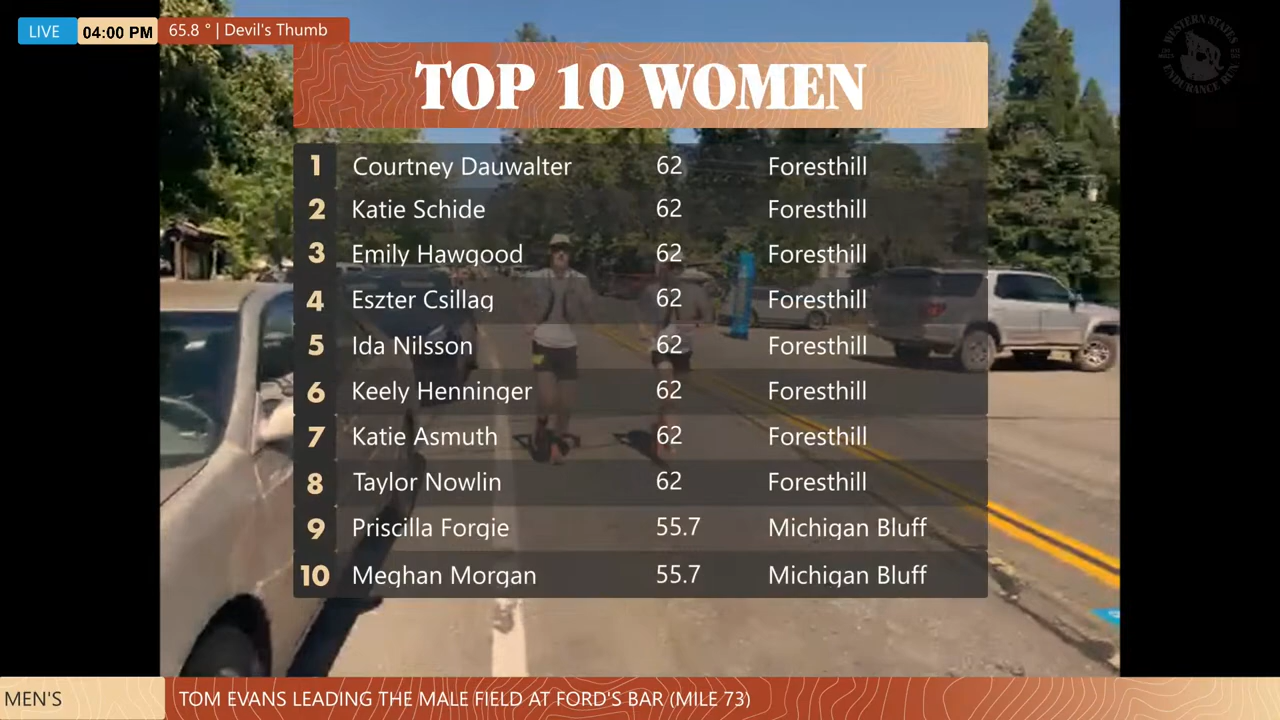 LIVE
04:00 PM
65.8 ° | Devil's Thumb
WESTERN STATES
ENDURANCE RUN
TOP 10 WOMEN
1 Courtney Dauwalter 62 Foresthill
2 Katie Schide 62 Foresthill
3 Emily Hawgood 62 Foresthill
4 Eszter Csillag 62 Foresthill
5 Ida Nilsson 62 Foresthill
6 Keely Henninger 62 Foresthill
7 Katie Asmuth 62 Foresthill
8 Taylor Nowlin 62 Foresthill
9 Priscilla Forgie 55.7 Michigan Bluff
10 Meghan Morgan 55.7 Michigan Bluff
MEN'S
TOM EVANS LEADING THE MALE FIELD AT FORD'S BAR (MILE 73)